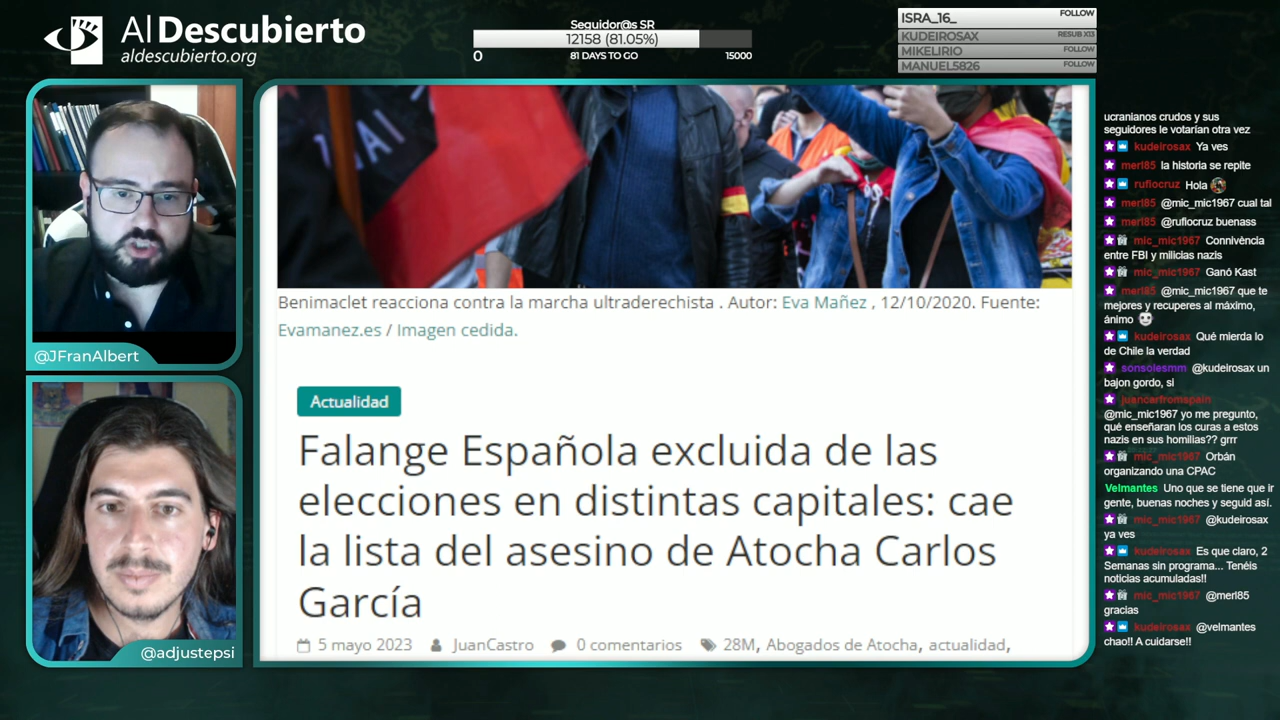 Al Descubierto
aldescubierto.org
Seguidor@s SR
12158 (81.05%)
0
81 DAYS TO GO
15000
ISRA_16_ FOLLOW
KUDEIROSAX RESUB X13
MIKELIRIO FOLLOW
MANUEL5826 FOLLOW
@JFranAlbert
@adjustepsi
Benimaclet reacciona contra la marcha ultraderechista . Autor: Eva Mañez , 12/10/2020. Fuente:
Evamanez.es / Imagen cedida.
Actualidad
Falange Española excluida de las
elecciones en distintas capitales: cae
la lista del asesino de Atocha Carlos
García
5 mayo 2023 JuanCastro 0 comentarios 28M, Abogados de Atocha, actualidad,
ucranianos crudos y sus
seguidores le votarían otra vez
kudeirosax Ya ves
merl85 la historia se repite
rufiocruz Hola
merl85 @mic_mic1967 cual tal
merl85 @rufiocruz buenass
mic_mic1967 Connivència
entre FBI y milicias nazis
mic_mic1967 Ganó Kast
merl85 @mic_mic1967 que te
mejores y recuperes al máximo,
ánimo
kudeirosax Qué mierda lo
de Chile la verdad
sonsolesmm @kudeirosax un
bajon gordo, si
juancarfromspain
@mic_mic1967 yo me pregunto,
qué enseñaran los curas a estos
nazis en sus homilias?? grrr
mic_mic1967 Orbán
organizando una CPAC
Velmantes Uno que se tiene que ir
gente, buenas noches y seguid así.
mic_mic1967 @kudeirosax
ya ves
kudeirosax Es que claro, 2
Semanas sin programa... Tenéis
noticias acumuladas!!
mic_mic1967 @merl85
gracias
kudeirosax @velmantes
chao!! A cuidarse!!